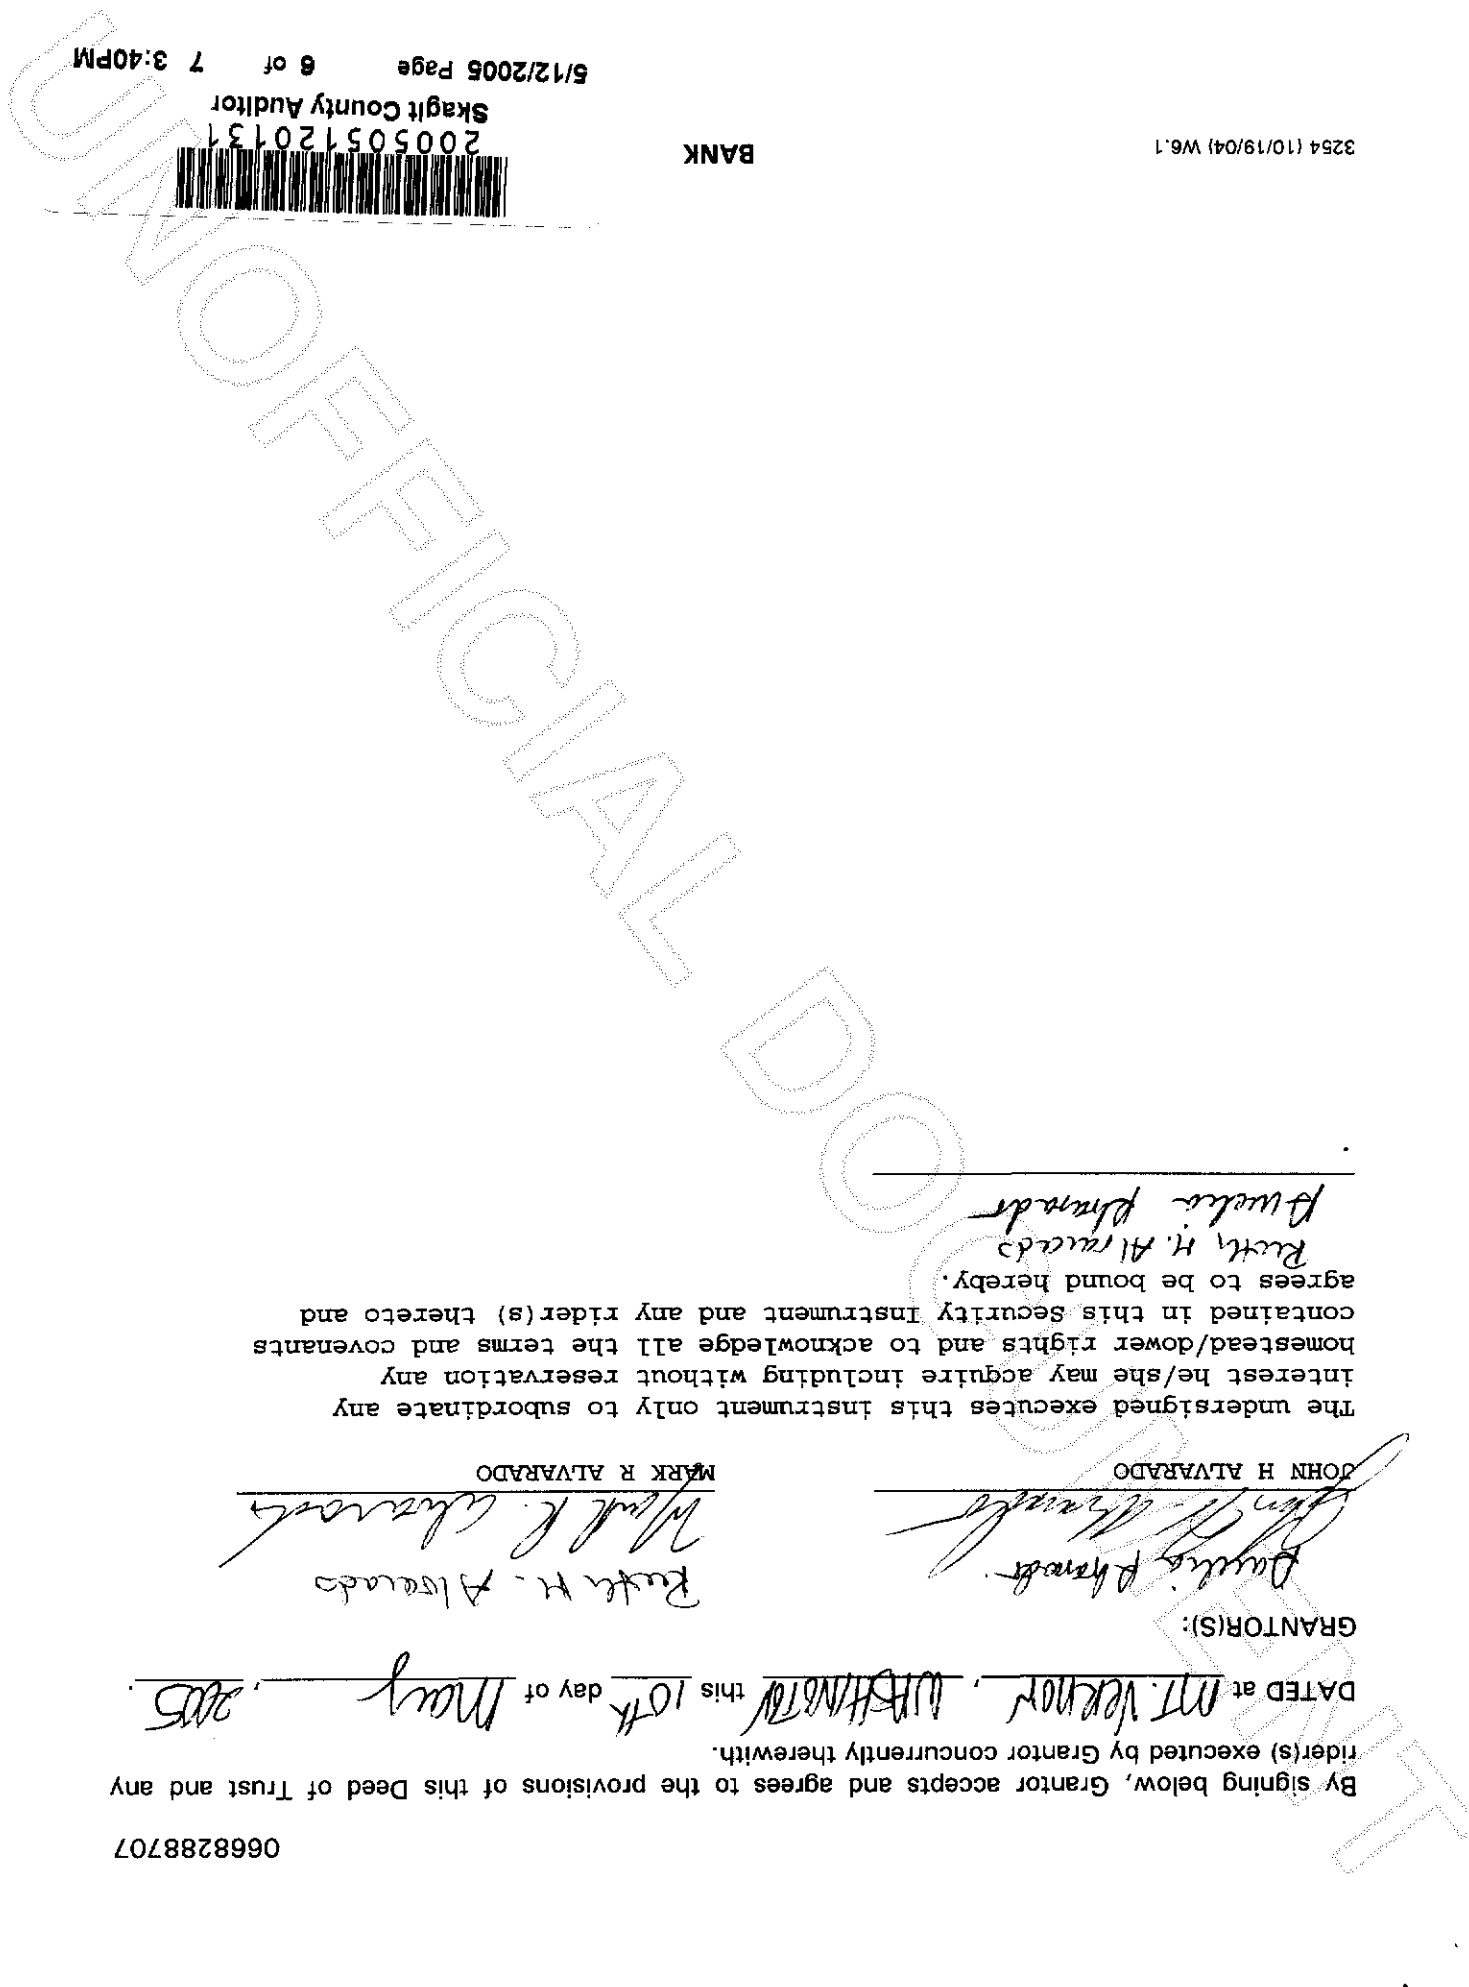 0668288707
By signing below, Grantor accepts and agrees to the provisions of this Deed of Trust and any
rider(s) executed by Grantor concurrently therewith.
DATED at MT. VERNON, WASHINGTON this 10th day of May, 2005.
GRANTOR(S):
Ruth M. Alvarado
John H. Alvarado Mark R. Alvarado
JOHN H ALVARADO MARK R ALVARADO
The undersigned executes this instrument only to subordinate any
interest he/she may acquire including without reservation any
homestead/dower rights and to acknowledge all the terms and covenants
contained in this Security Instrument and any rider(s) thereto and
agrees to be bound hereby.
Ruth M. Alvarado
Alvarado
3254 (10/19/04) W6.1 BANK
200505120131
Skagit County Auditor
5/12/2005 Page 6 of 7 3:40PM
UNOFFICIAL DOCUMENT